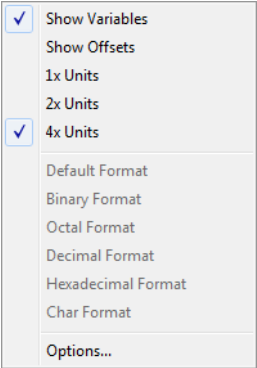 Show Variables
Show Offsets
1x Units
2x Units
4x Units
Default Format
Binary Format
Octal Format
Decimal Format
Hexadecimal Format
Char Format
Options...